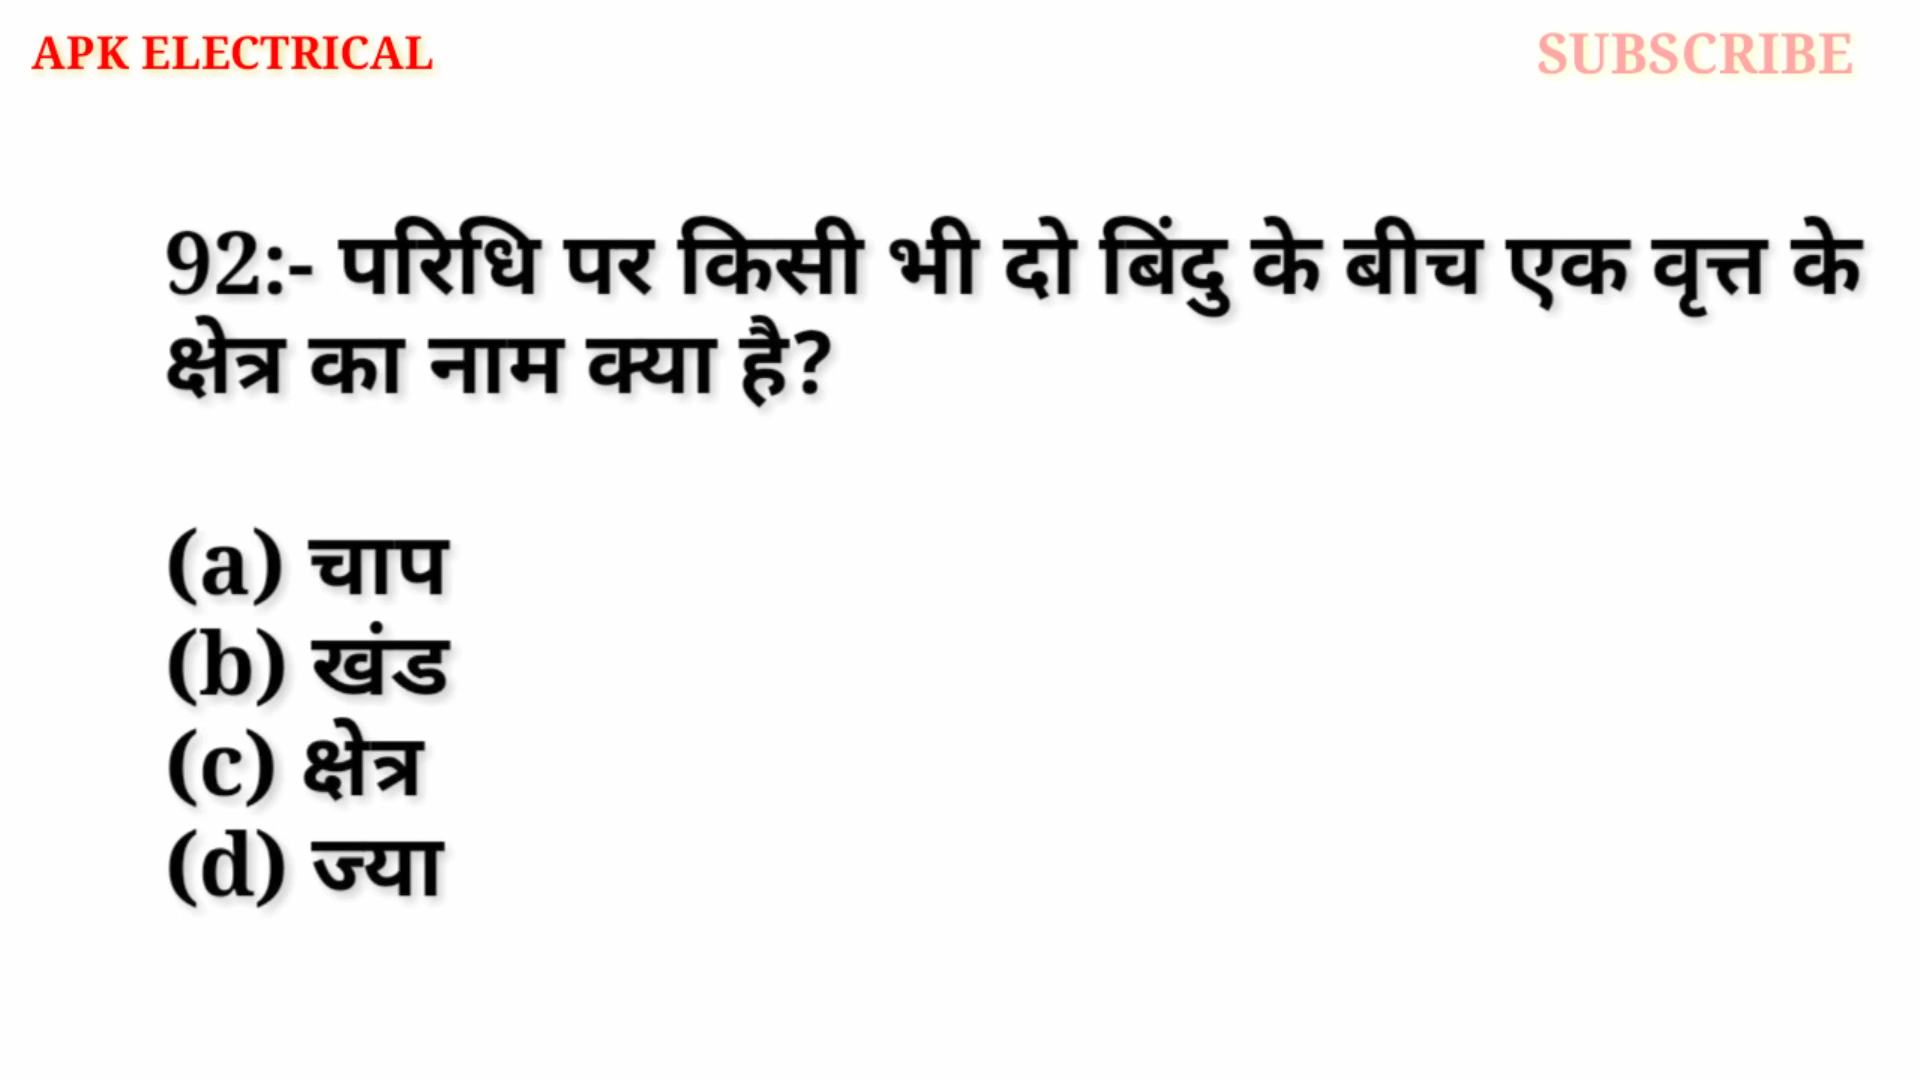 APK ELECTRICAL
SUBSCRIBE
92:- परिधि पर किसी भी दो बिंदु के बीच एक वृत्त के
क्षेत्र का नाम क्या है?
(a) चाप
(b) खंड
(c) क्षेत्र
(d) ज्या